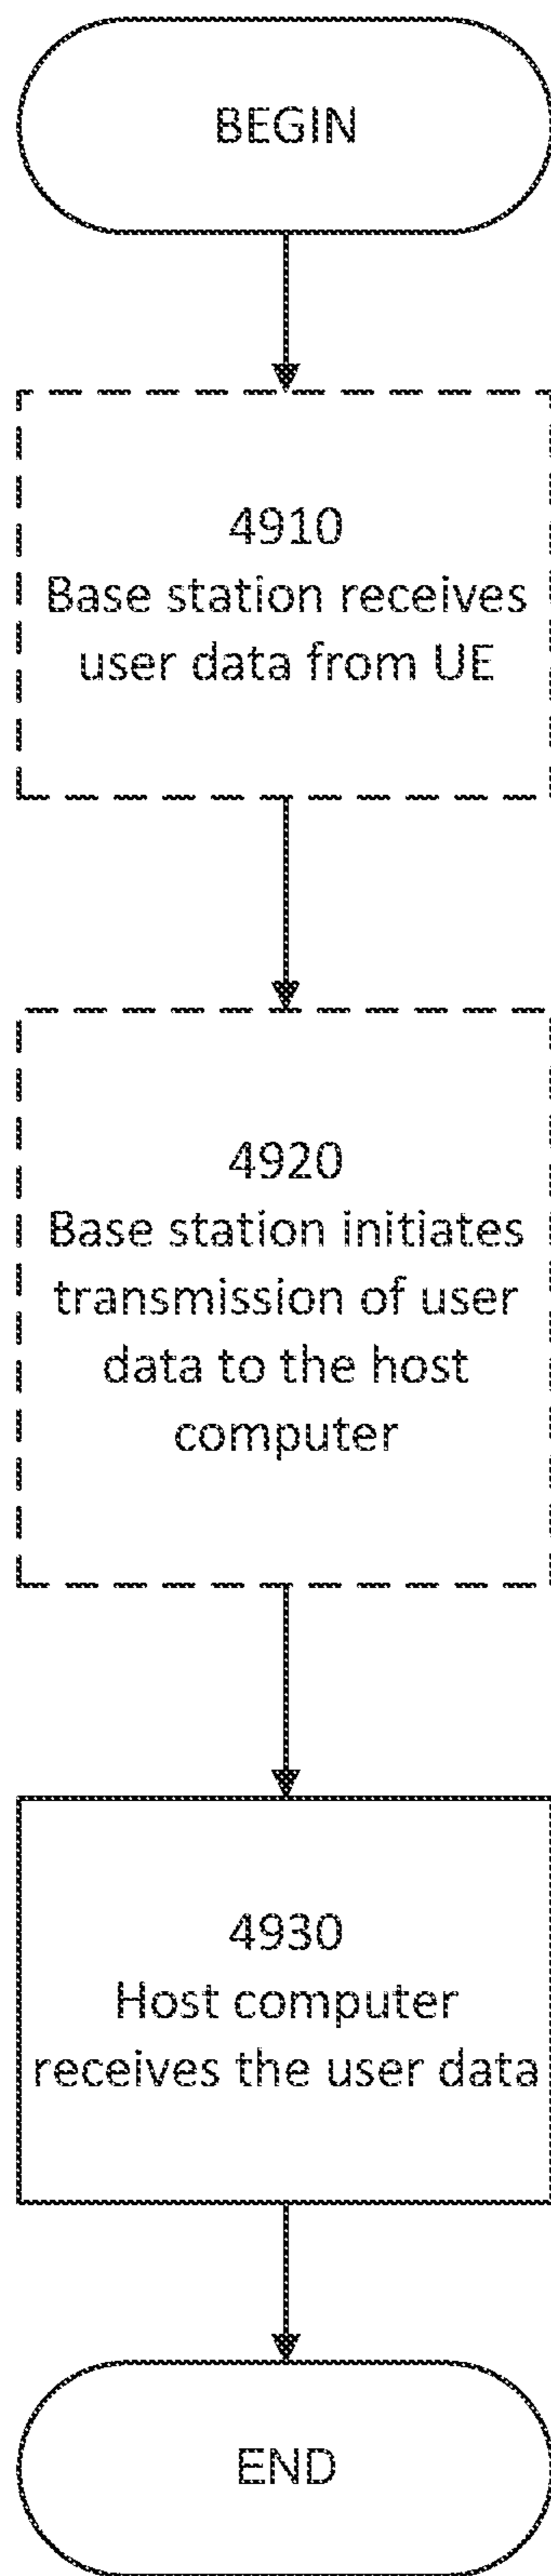 BEGIN
4910
Base station receives
user data from UE
4920
Base station initiates
transmission of user
data to the host
computer
4930
Host computer
receives the user data
END